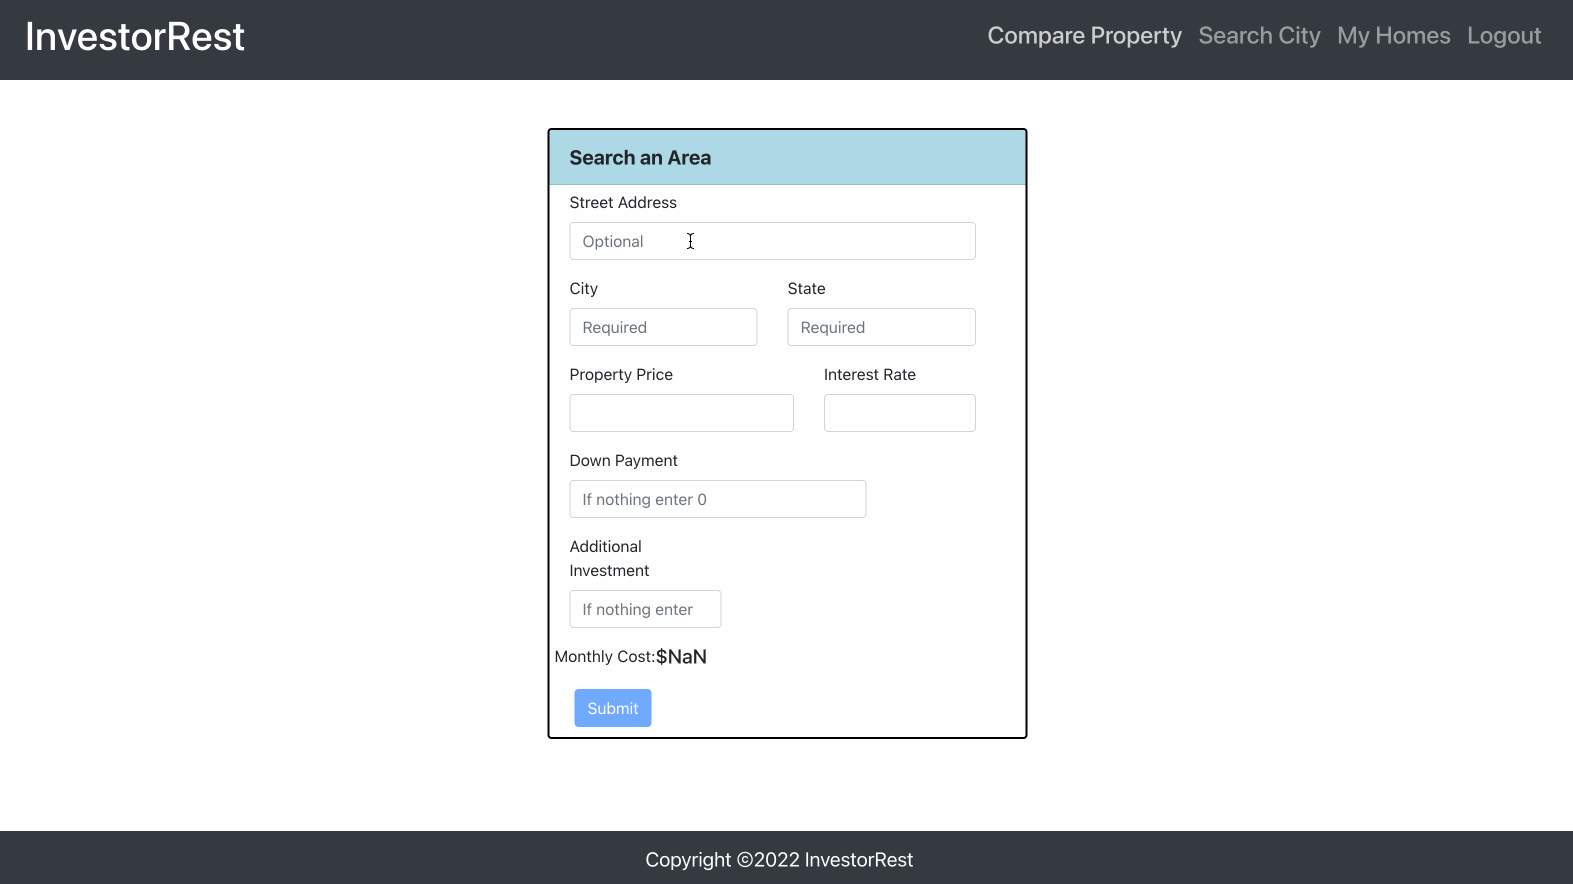 InvestorRest
Compare Property Search City My Homes Logout
Search an Area
Street Address
Optional
City State
Required Required
Property Price Interest Rate
Down Payment
If nothing enter 0
Additional
Investment
If nothing enter
Monthly Cost:$NaN
Submit
Copyright ©2022 InvestorRest